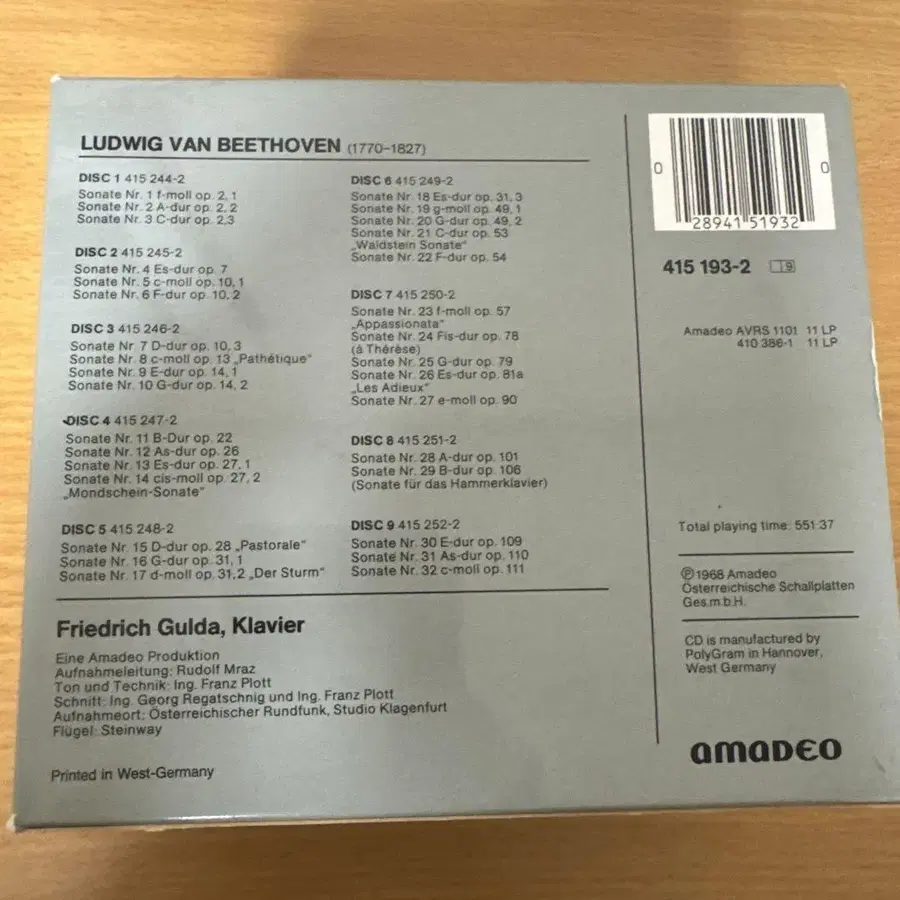 LUDWIG VAN BEETHOVEN (1770–1827)
DISC 1 415 244-2
Sonate Nr. 1 f-moll op. 2, 1
Sonate Nr. 2 A-dur op. 2, 2
Sonate Nr. 3 C-dur op. 2,3
DISC 2 415 245-2
Sonate Nr. 4 Es-dur op. 7
Sonate Nr. 5 c-moll op. 10, 1
Sonate Nr. 6 F-dur op. 10, 2
DISC 3 415 246-2
Sonate Nr. 7 D-dur op. 10, 3
Sonate Nr. 8 c-moll op. 13 „Pathétique“
Sonate Nr. 9 E-dur op. 14, 1
Sonate Nr. 10 G-dur op. 14, 2
DISC 4 415 247-2
Sonate Nr. 11 B-Dur op. 22
Sonate Nr. 12 As-dur op. 26
Sonate Nr. 13 Es-dur op. 27, 1
Sonate Nr. 14 cis-moll op. 27, 2
„Mondschein-Sonate“
DISC 5 415 248-2
Sonate Nr. 15 D-dur op. 28 „Pastorale“
Sonate Nr. 16 G-dur op. 31, 1
Sonate Nr. 17 d-moll op. 31,2 „Der Sturm“
DISC 6 415 249-2
Sonate Nr. 18 Es-dur op. 31, 3
Sonate Nr. 19 g-moll op. 49, 1
Sonate Nr. 20 G-dur op. 49, 2
Sonate Nr. 21 C-dur op. 53
„Waldstein Sonate“
Sonate Nr. 22 F-dur op. 54
DISC 7 415 250-2
Sonate Nr. 23 f-moll op. 57
„Appassionata“
Sonate Nr. 24 Fis-dur op. 78
(à Thérèse)
Sonate Nr. 25 G-dur op. 79
Sonate Nr. 26 Es-dur op. 81a
„Les Adieux“
Sonate Nr. 27 e-moll op. 90
DISC 8 415 251-2
Sonate Nr. 28 A-dur op. 101
Sonate Nr. 29 B-dur op. 106
(Sonate für das Hammerklavier)
DISC 9 415 252-2
Sonate Nr. 30 E-dur op. 109
Sonate Nr. 31 As-dur op. 110
Sonate Nr. 32 c-moll op. 111
Friedrich Gulda, Klavier
Eine Amadeo Produktion
Aufnahmeleitung: Rudolf Mraz
Ton und Technik: Ing. Franz Plott
Schnitt: Ing. Georg Regatschnig und Ing. Franz Plott
Aufnahmeort: Österreichischer Rundfunk, Studio Klagenfurt
Flügel: Steinway
Printed in West-Germany
0 28941 51932 0
415 193-2 9
Amadeo AVRS 1101 11 LP
410 386-1 11 LP
Total playing time: 551:37
Ⓟ 1968 Amadeo
Österreichische Schallplatten
Ges.m.b.H.
CD is manufactured by
PolyGram in Hannover,
West Germany
amadeo